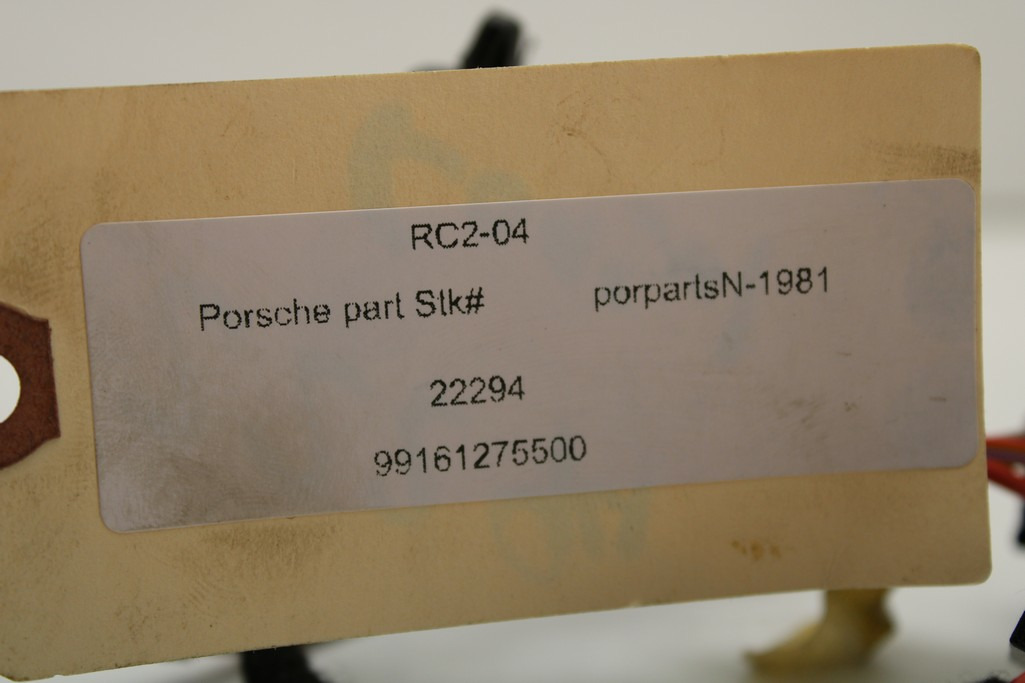 RC2-04
Porsche part Stk# porpartsN-1981
22294
99161275500